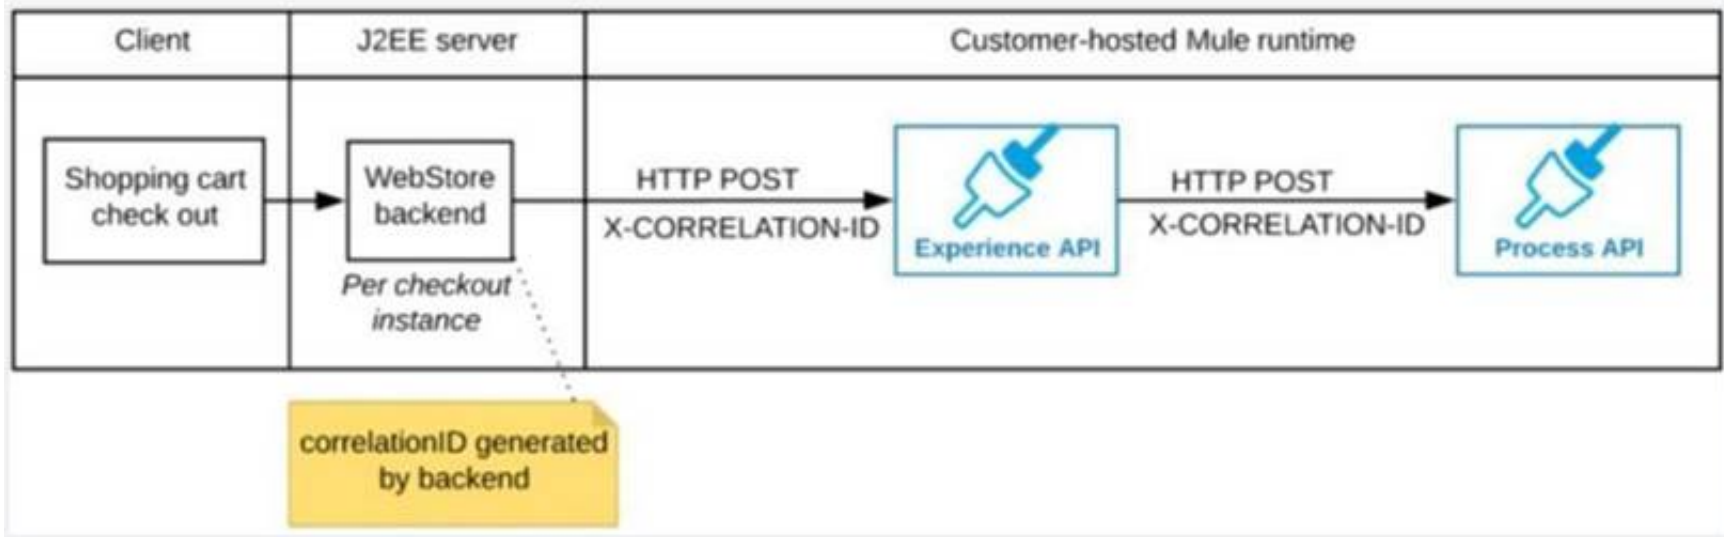 Client
J2EE server
Customer-hosted Mule runtime
Shopping cart
check out
WebStore
backend
Per checkout
instance
HTTP POST
X-CORRELATION-ID
Experience API
HTTP POST
X-CORRELATION-ID
Process API
correlationID generated
by backend